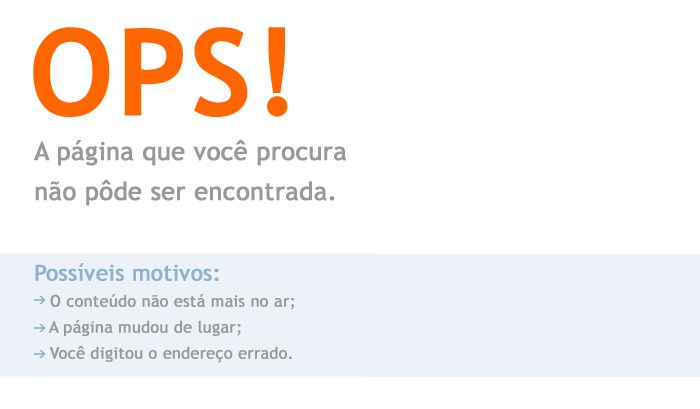 OPS!
A página que você procura
não pôde ser encontrada.
Possíveis motivos:
→ O conteúdo não está mais no ar;
→ A página mudou de lugar;
→ Você digitou o endereço errado.